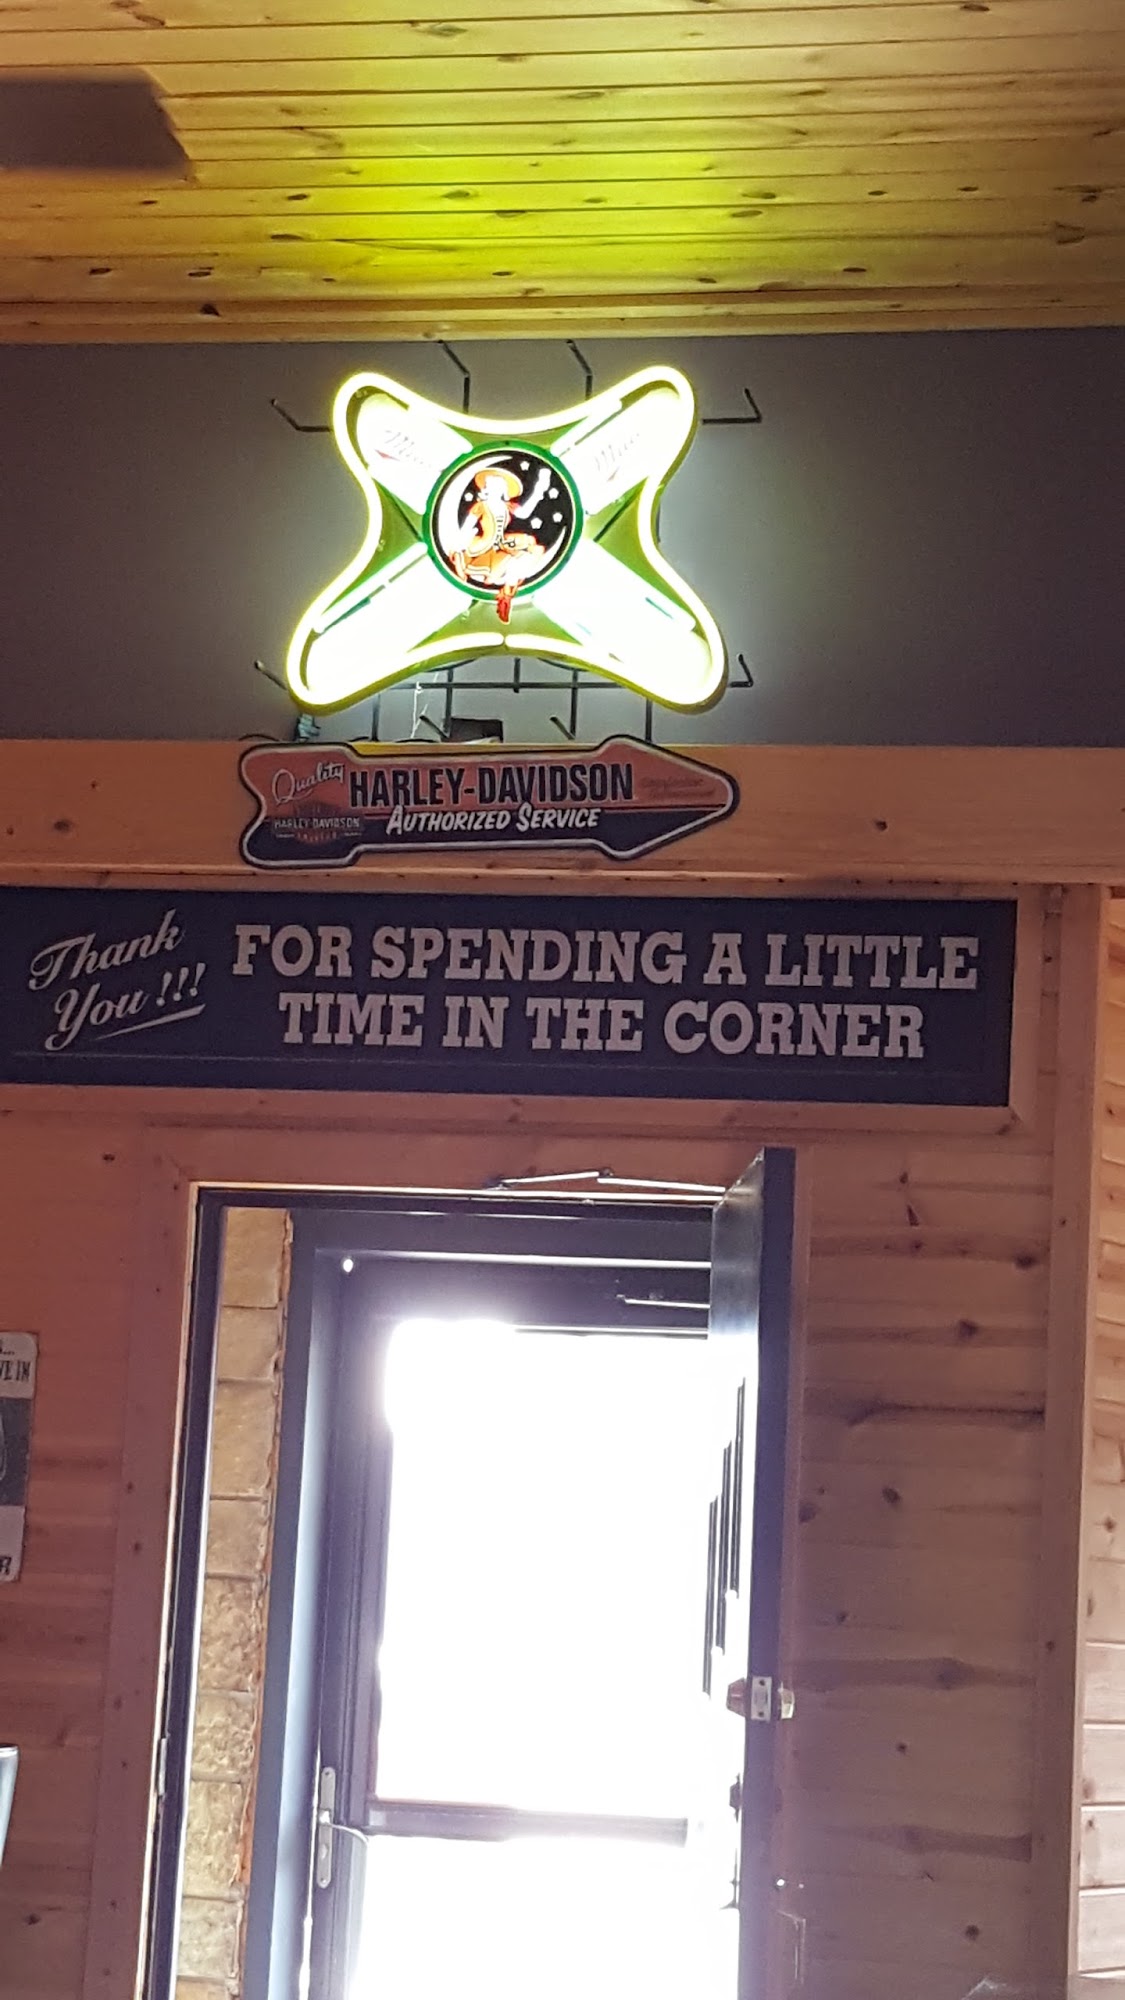 Quality
HARLEY-DAVIDSON
AUTHORIZED SERVICE
HARLEY-DAVIDSON
Thank
You !!!
FOR SPENDING A LITTLE
TIME IN THE CORNER